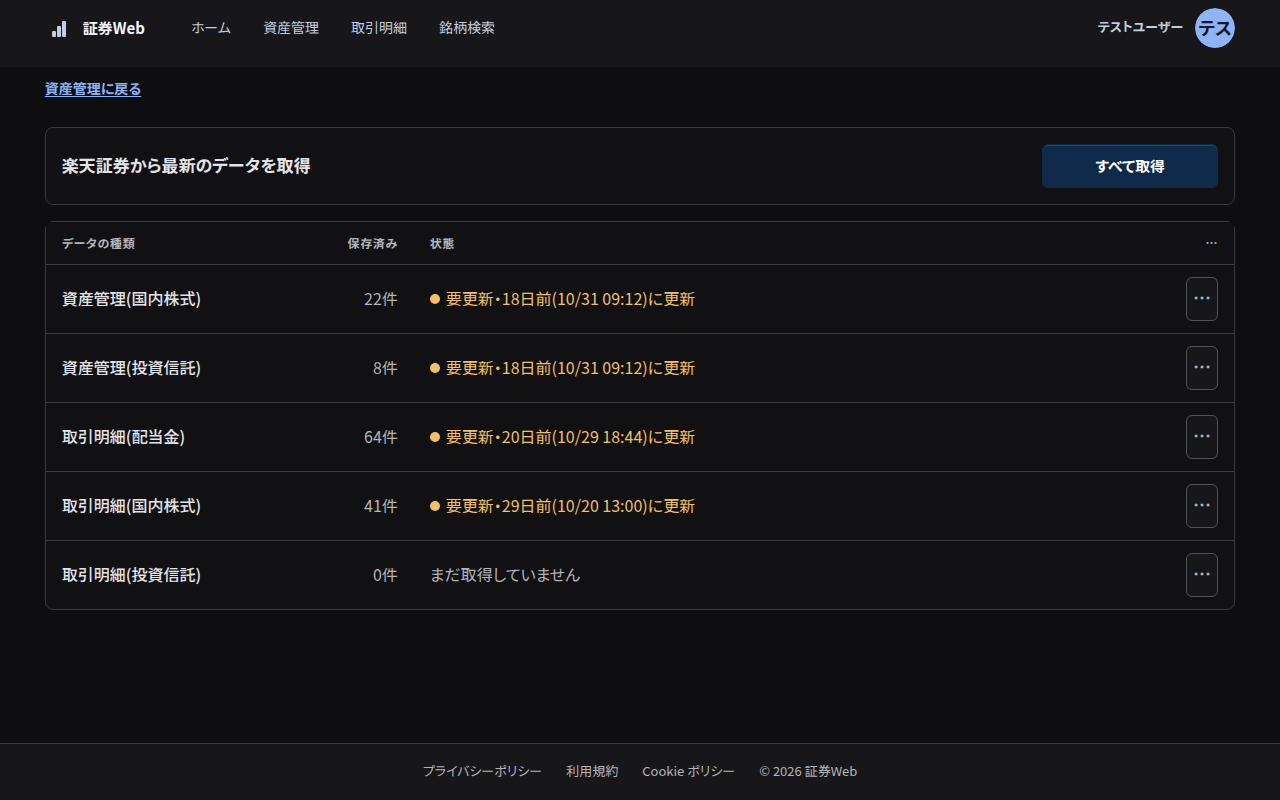 証券Web ホーム 資産管理 取引明細 銘柄検索 テストユーザー テス
資産管理に戻る
楽天証券から最新のデータを取得 すべて取得
データの種類 保存済み 状態 …
資産管理(国内株式) 22件 要更新・18日前(10/31 09:12)に更新 …
資産管理(投資信託) 8件 要更新・18日前(10/31 09:12)に更新 …
取引明細(配当金) 64件 要更新・20日前(10/29 18:44)に更新 …
取引明細(国内株式) 41件 要更新・29日前(10/20 13:00)に更新 …
取引明細(投資信託) 0件 まだ取得していません …
プライバシーポリシー 利用規約 Cookie ポリシー © 2026 証券Web